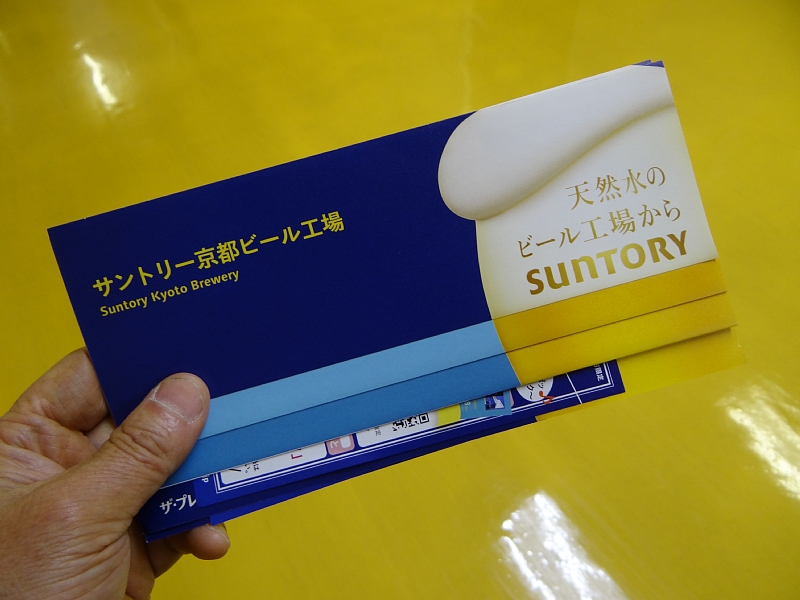 サントリー京都ビール工場
Suntory Kyoto Brewery
天然水の
ビール工場から
SUNTORY
ザ・プレ